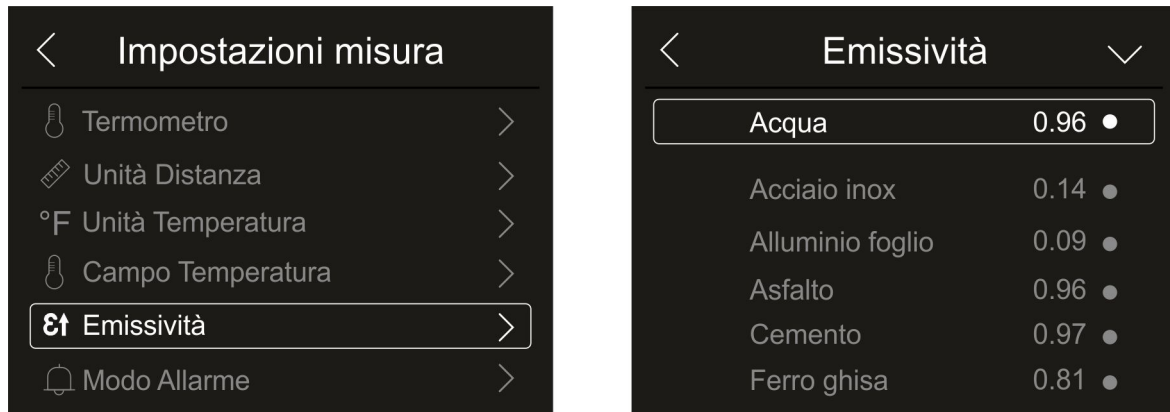 Impostazioni misura
Termometro
Unità Distanza
°F Unità Temperatura
Campo Temperatura
Ɛ↑ Emissività
Modo Allarme
Emissività
Acqua 0.96
Acciaio inox 0.14
Alluminio foglio 0.09
Asfalto 0.96
Cemento 0.97
Ferro ghisa 0.81